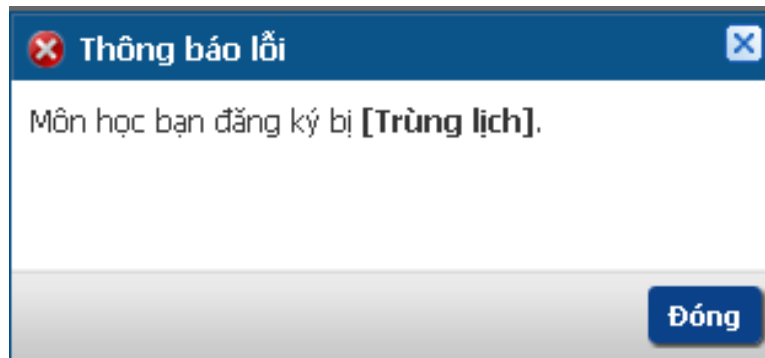 Thông báo lỗi
Môn học bạn đăng ký bị [Trùng lịch].
Đóng